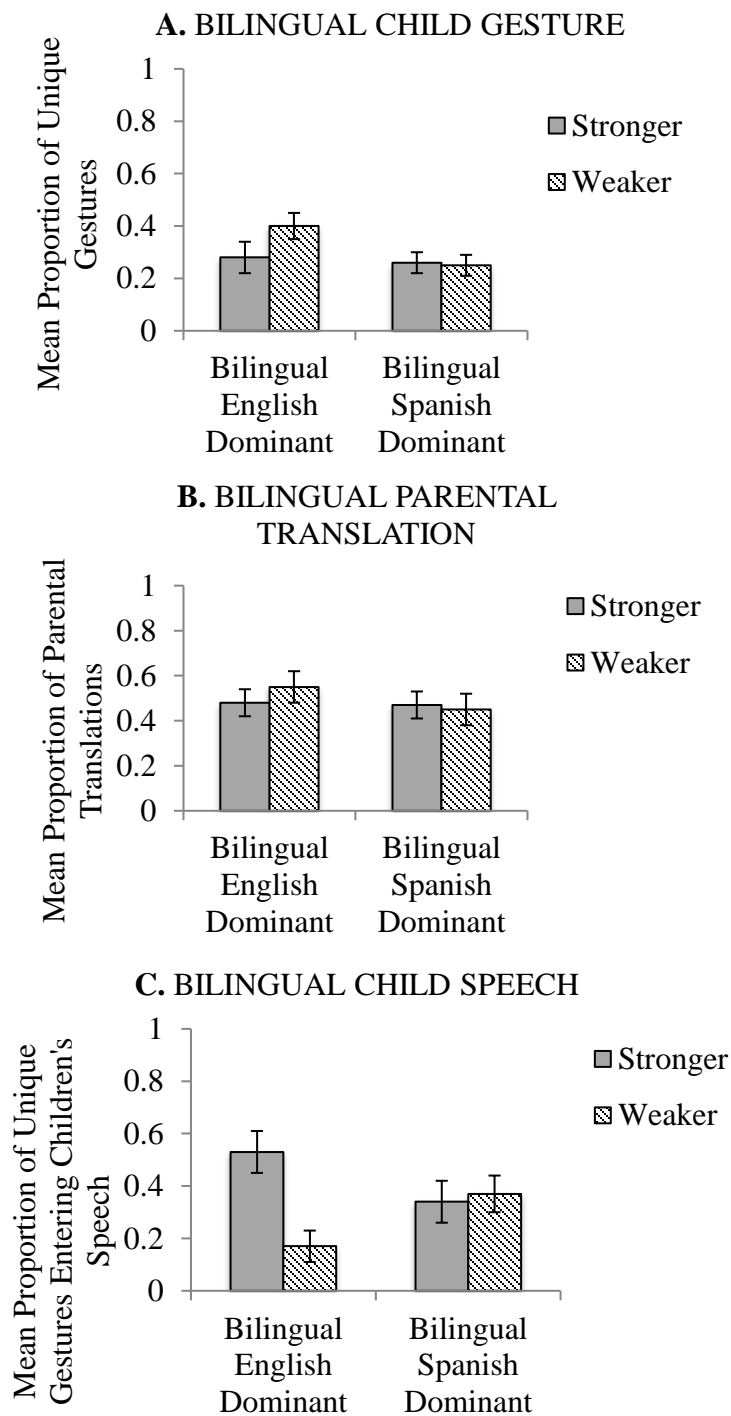 A. BILINGUAL CHILD GESTURE
Mean Proportion of Unique
Gestures
1
0.8
0.6
0.4
0.2
0
Stronger
Weaker
Bilingual
English
Dominant
Bilingual
Spanish
Dominant
B. BILINGUAL PARENTAL
TRANSLATION
Mean Proportion of Parental
Translations
1
0.8
0.6
0.4
0.2
0
Stronger
Weaker
Bilingual
English
Dominant
Bilingual
Spanish
Dominant
C. BILINGUAL CHILD SPEECH
Mean Proportion of Unique
Gestures Entering Children's
Speech
1
0.8
0.6
0.4
0.2
0
Stronger
Weaker
Bilingual
English
Dominant
Bilingual
Spanish
Dominant